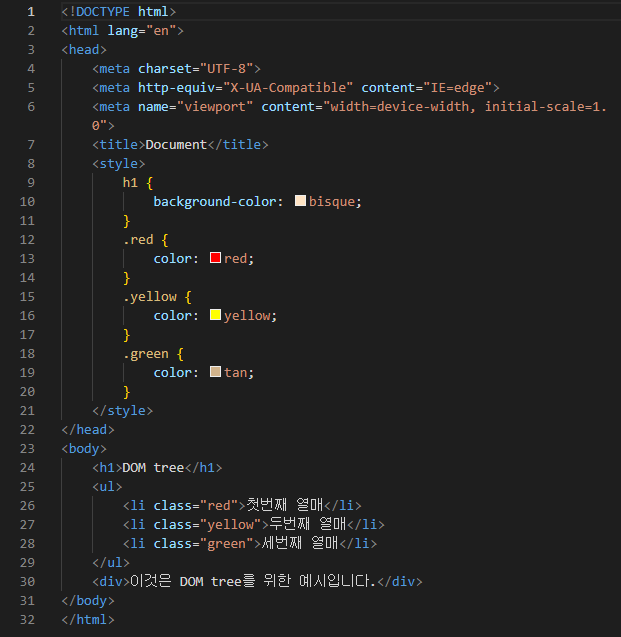 1 <!DOCTYPE html>
2 <html lang="en">
3 <head>
4     <meta charset="UTF-8">
5     <meta http-equiv="X-UA-Compatible" content="IE=edge">
6     <meta name="viewport" content="width=device-width, initial-scale=1.
    0">
7     <title>Document</title>
8     <style>
9         h1 {
10             background-color: bisque;
11         }
12         .red {
13             color: red;
14         }
15         .yellow {
16             color: yellow;
17         }
18         .green {
19             color: tan;
20         }
21     </style>
22 </head>
23 <body>
24     <h1>DOM tree</h1>
25     <ul>
26         <li class="red">첫번째 열매</li>
27         <li class="yellow">두번째 열매</li>
28         <li class="green">세번째 열매</li>
29     </ul>
30     <div>이것은 DOM tree를 위한 예시입니다.</div>
31 </body>
32 </html>